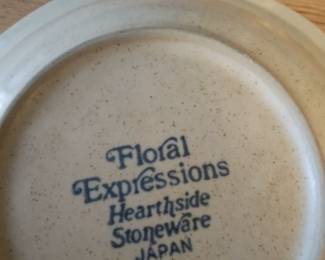 Floral
Expressions
Hearthside
Stoneware
JAPAN